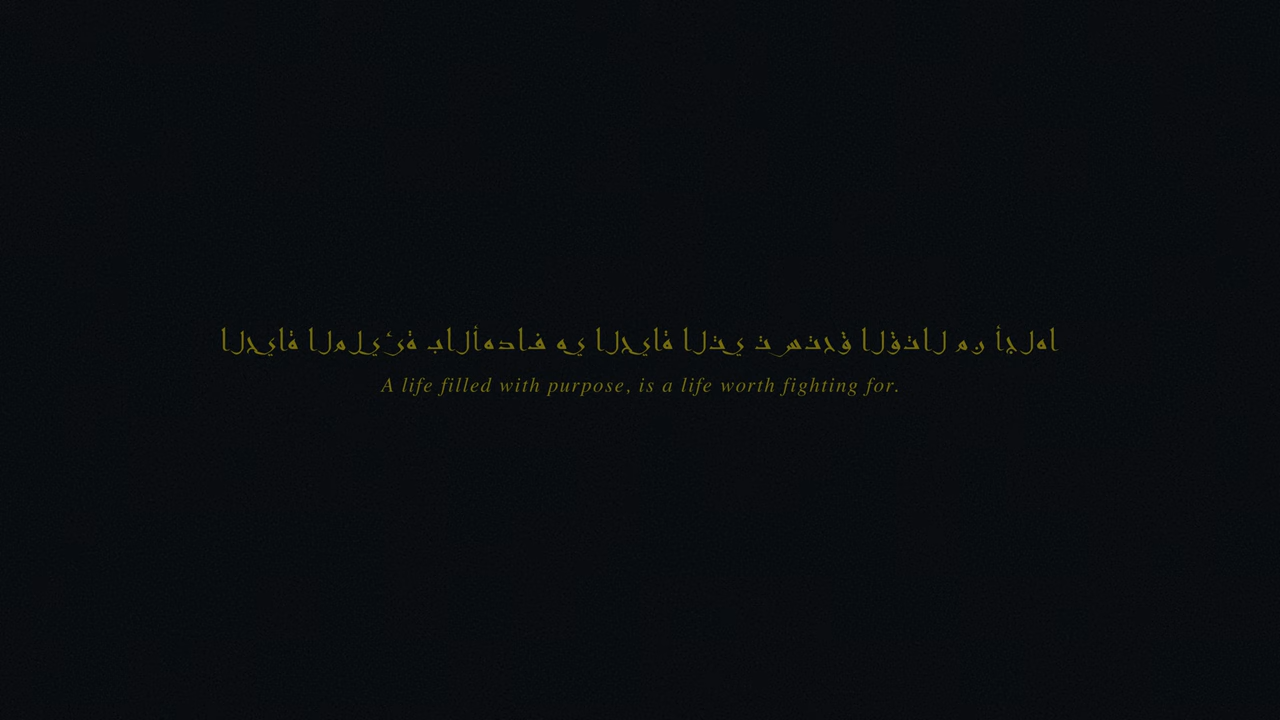 الحياة المليئة بالأهداف هي الحياة التي تستحق القتال من أجلها
A life filled with purpose, is a life worth fighting for.